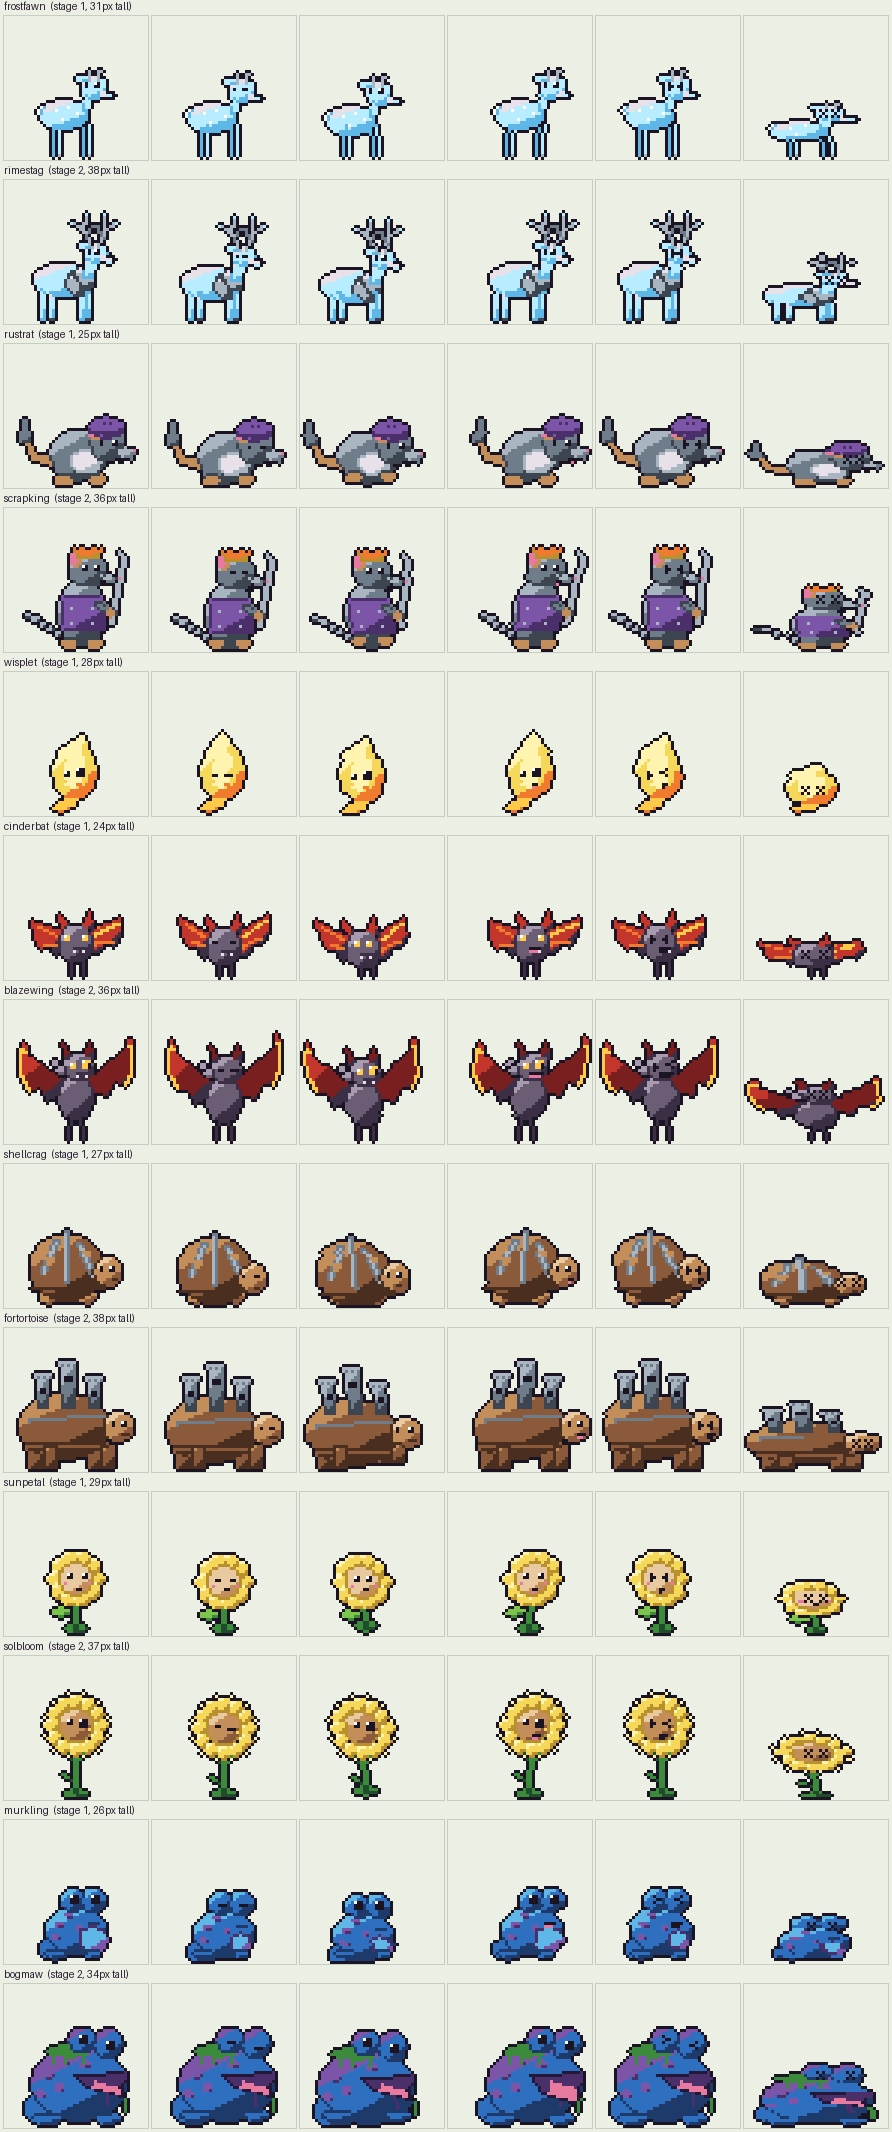 frostfawn (stage 1, 31px tall)
rimestag (stage 2, 38px tall)
rustrat (stage 1, 25px tall)
scrapking (stage 2, 36px tall)
wisplet (stage 1, 28px tall)
cinderbat (stage 1, 24px tall)
blazewing (stage 2, 36px tall)
shellcrag (stage 1, 27px tall)
fortortoise (stage 2, 38px tall)
sunpetal (stage 1, 29px tall)
solbloom (stage 2, 37px tall)
murkling (stage 1, 26px tall)
bogmaw (stage 2, 34px tall)